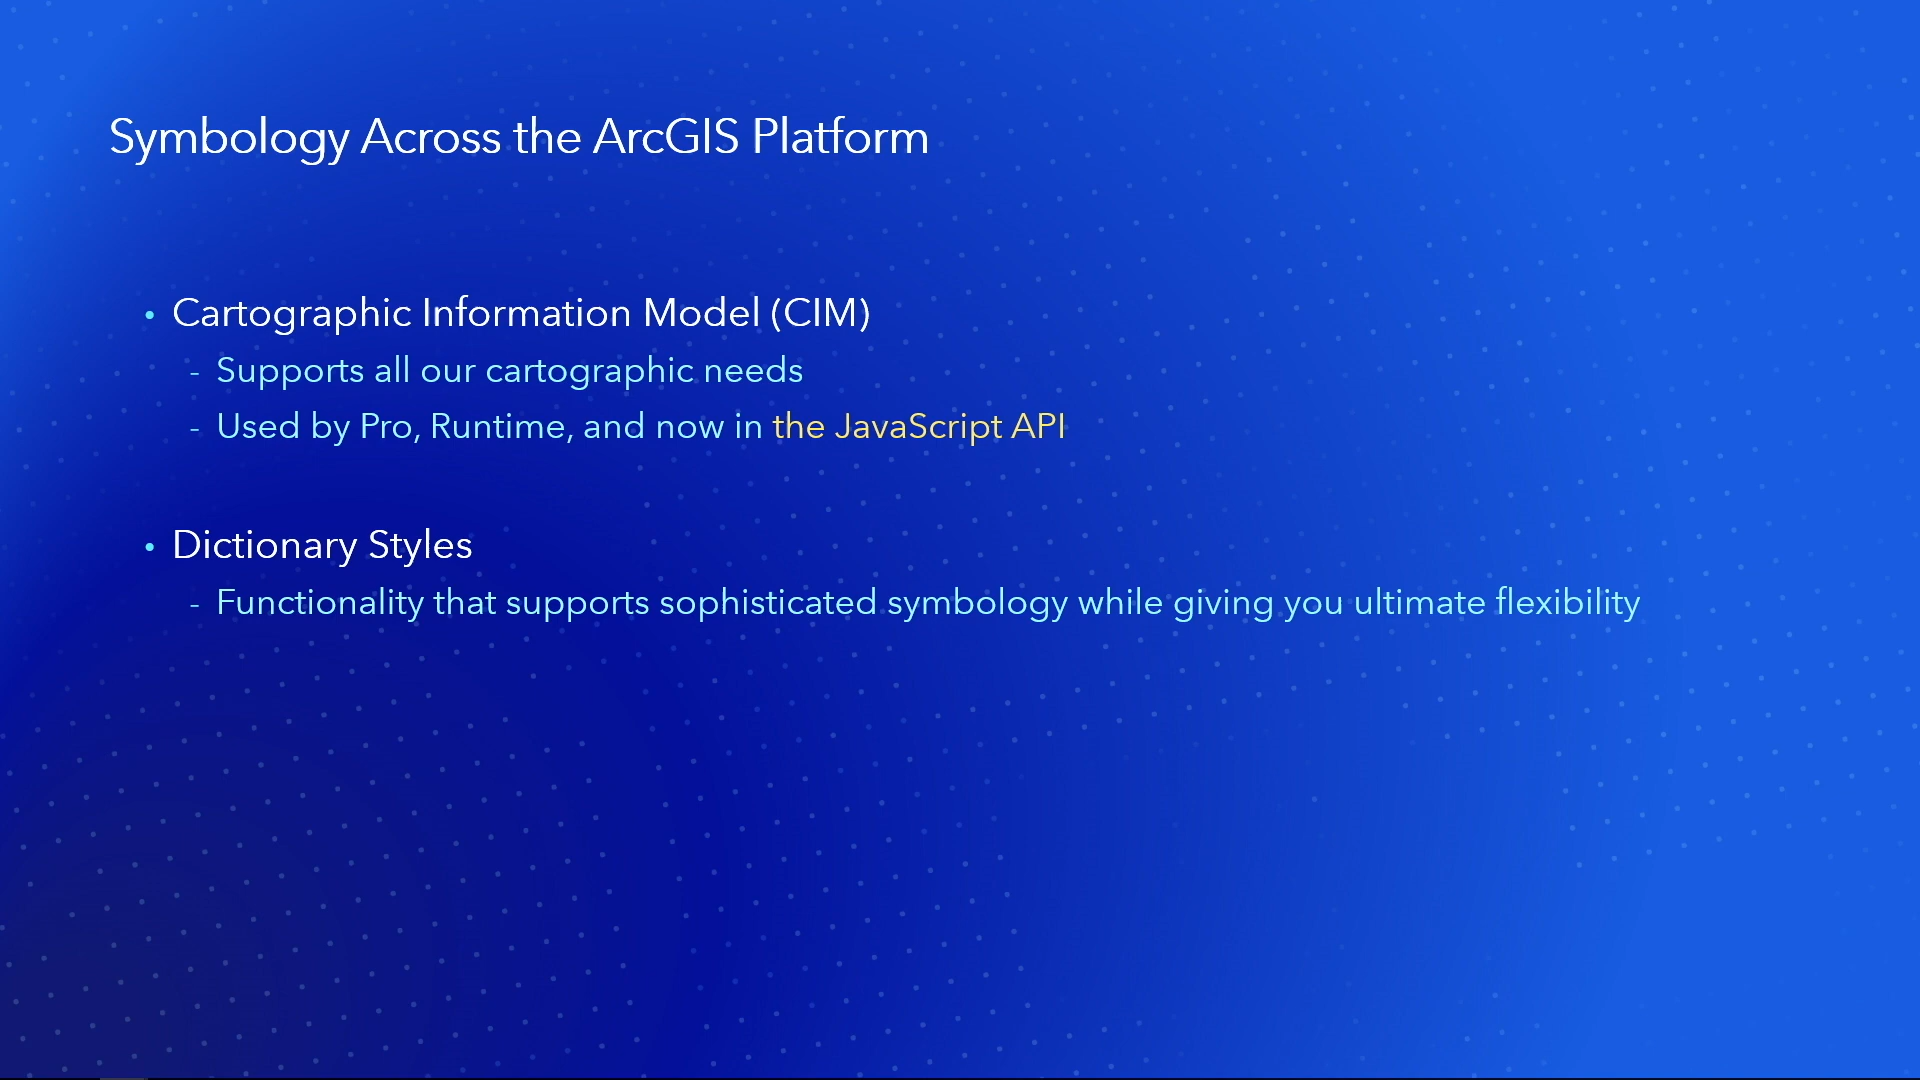 Symbology Across the ArcGIS Platform
• Cartographic Information Model (CIM)
- Supports all our cartographic needs
- Used by Pro, Runtime, and now in the JavaScript API
• Dictionary Styles
- Functionality that supports sophisticated symbology while giving you ultimate flexibility